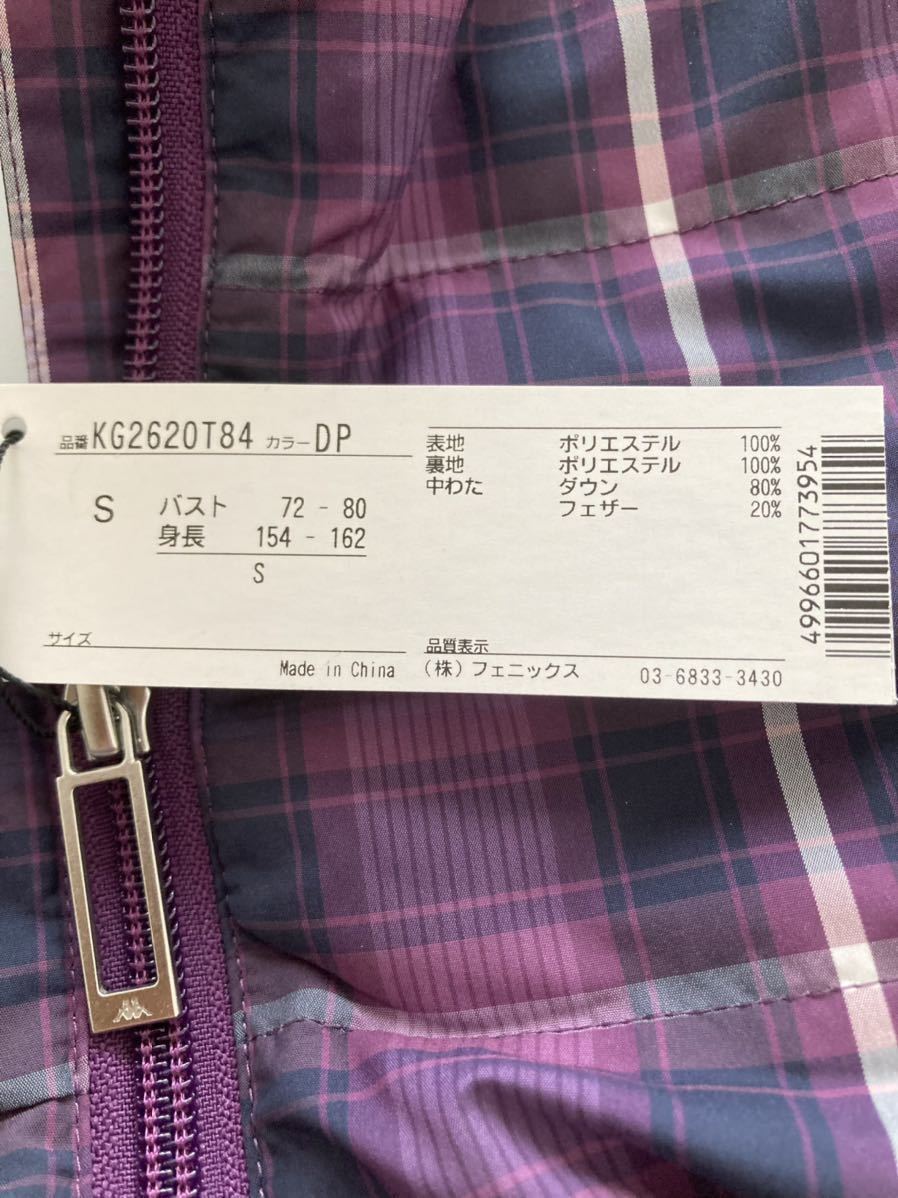 品番 KG2620T84 カラー DP
S
バスト 72 - 80
身長 154 - 162
S
サイズ
Made in China
表地 ポリエステル 100%
裏地 ポリエステル 100%
中わた ダウン 80%
フェザー 20%
品質表示
(株)フェニックス 03-6833-3430
4996601773954